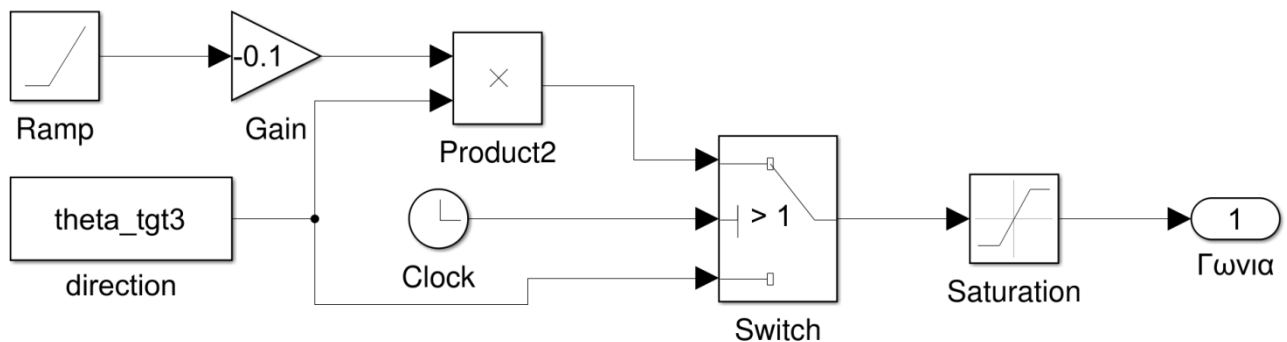 -0.1
Ramp
Gain
×
Product2
theta_tgt3
direction
Clock
> 1
Switch
Saturation
1
Γωνια